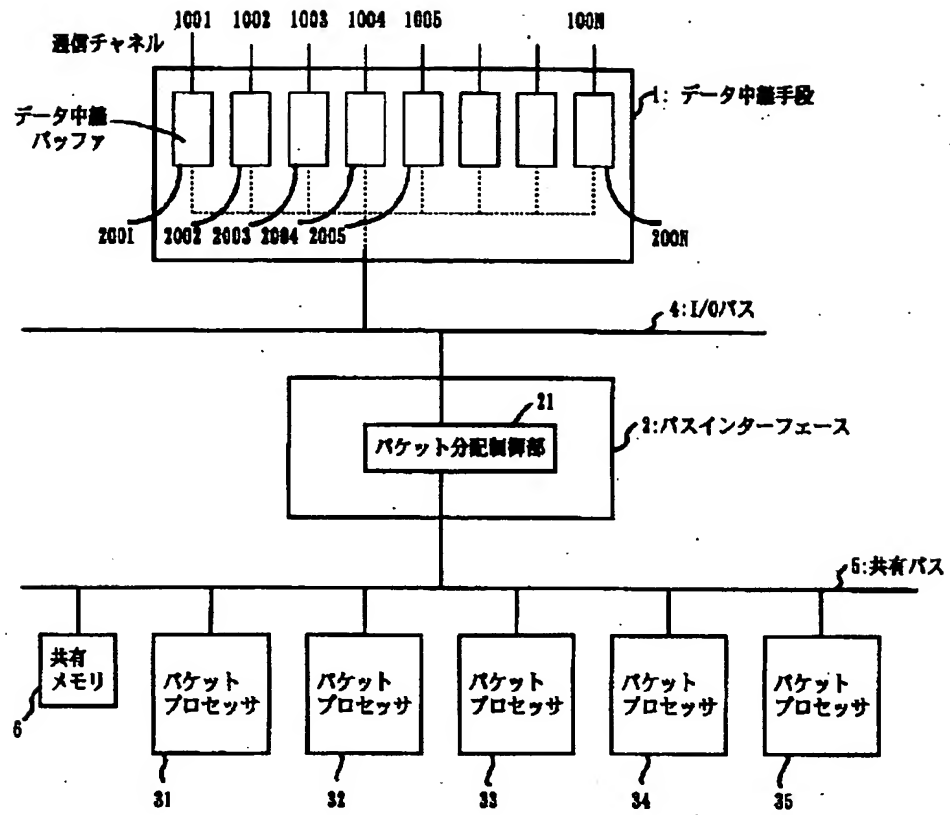 1001 1002 1003 1004 1005 100N
通信チャネル
1: データ中継手段
データ中継
バッファ
2001 2002 2003 2004 2005 200N
4:I/Oバス
21
パケット分配制御部
2:バスインターフェース
5:共有バス
共有
メモリ
6
パケット
プロセッサ
31
パケット
プロセッサ
32
パケット
プロセッサ
33
パケット
プロセッサ
34
パケット
プロセッサ
35